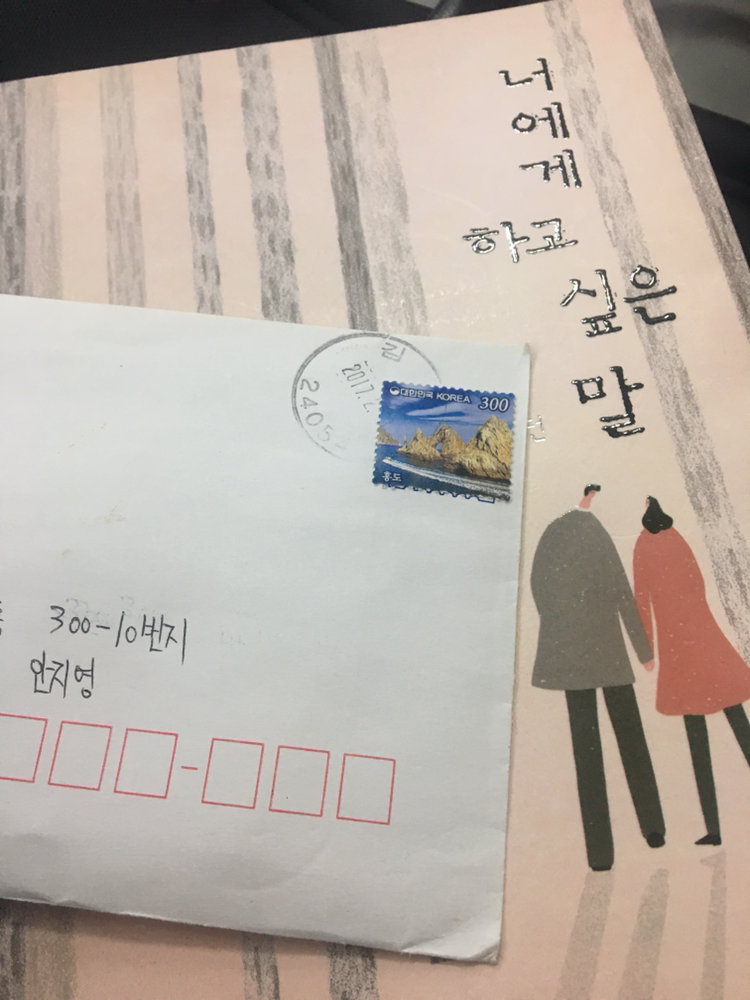 너
에
게
하고
싶은
말
2017.2
2405
대한민국 KOREA 300
홍도
300-10번지
안지영